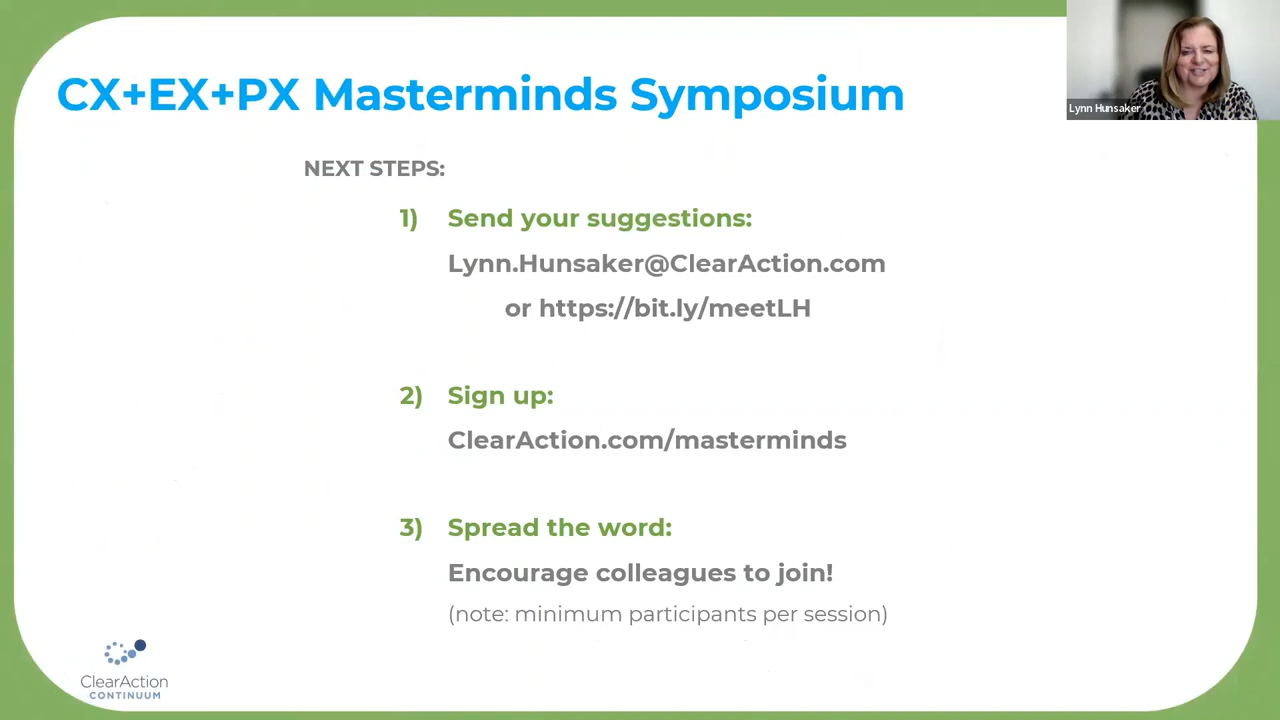 CX+EX+PX Masterminds Symposium
Lynn Hunsaker
NEXT STEPS:
1) Send your suggestions:
Lynn.Hunsaker@ClearAction.com
or https://bit.ly/meetLH
2) Sign up:
ClearAction.com/masterminds
3) Spread the word:
Encourage colleagues to join!
(note: minimum participants per session)
ClearAction
CONTINUUM